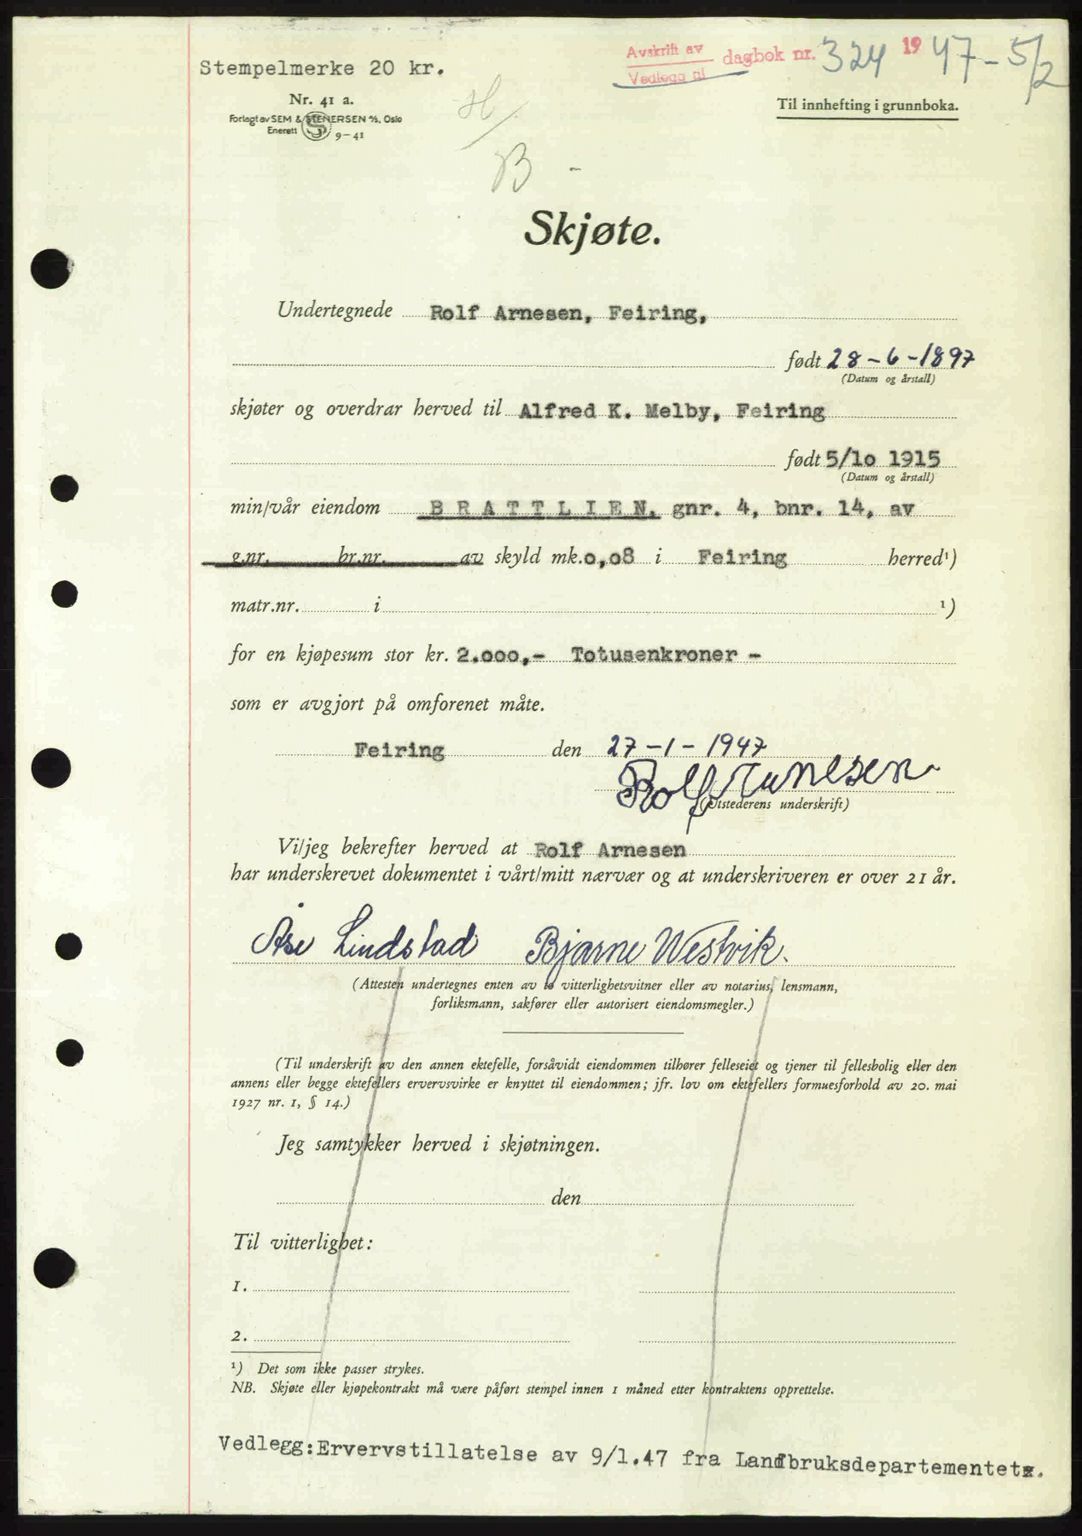 Avskrift av dagbok nr. 324 1947-5/2
Vedlegg til
Stempelmerke 20 kr.
Nr. 41 a.
Til innhefting i grunnboka.
Forlagt av SEM & STENERSEN A/S, Oslo
Enerett S 9-41
H/
B -
Skjøte.
Undertegnede Rolf Arnesen, Feiring,
født 28-6-1897
(Datum og årstall)
skjøter og overdrar herved til Alfred K. Melby, Feiring
født 5/10 1915
(Datum og årstall)
min/vår eiendom B R A T T L I E N, gnr. 4, bnr. 14, av
g.nr. br.nr. av skyld mk. 0,08 i Feiring herred¹)
matr.nr. i ¹)
for en kjøpesum stor kr. 2.000,- Totusenkroner -
som er avgjort på omforenet måte.
Feiring den 27-1-1947
Rolf Arnesen
(Utstederens underskrift)
Vi/jeg bekrefter herved at Rolf Arnesen
har underskrevet dokumentet i vårt/mitt nærvær og at underskriveren er over 21 år.
Åse Lindstad Bjarne Westvik.
(Attesten undertegnes enten av to vitterlighetsvitner eller av notarius, lensmann,
forliksmann, sakfører eller autorisert eiendomsmegler.)
(Til underskrift av den annen ektefelle, forsåvidt eiendommen tilhører felleseiet og tjener til fellesbolig eller den
annens eller begge ektefellers ervervsvirke er knyttet til eiendommen; jfr. lov om ektefellers formuesforhold av 20. mai
1927 nr. 1, § 14.)
Jeg samtykker herved i skjøtningen.
den
Til vitterlighet:
1.
2.
¹) Det som ikke passer strykes.
NB. Skjøte eller kjøpekontrakt må være påført stempel innen 1 måned etter kontraktens opprettelse.
Vedlegg: Ervervstillatelse av 9/1.47 fra Landbruksdepartementet.